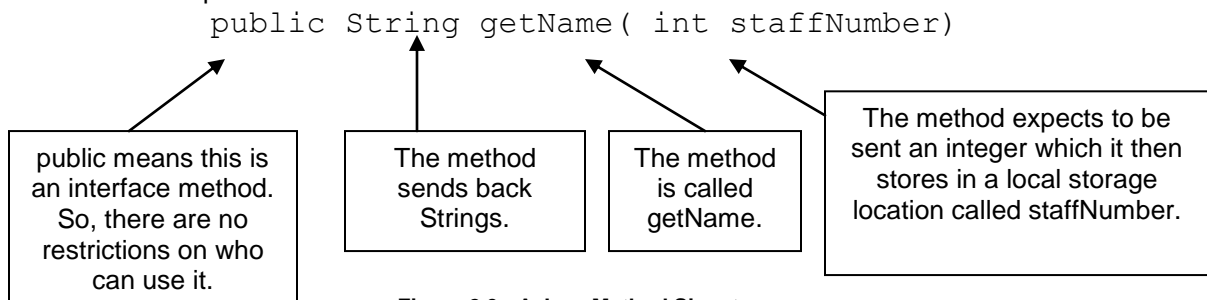 public String getName( int staffNumber)
public means this is
an interface method.
So, there are no
restrictions on who
can use it.
The method
sends back
Strings.
The method
is called
getName.
The method expects to be
sent an integer which it then
stores in a local storage
location called staffNumber.